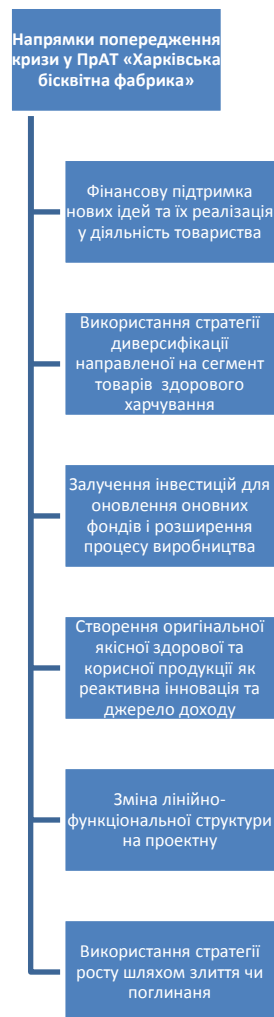 Напрямки попередження
кризи у ПрАТ «Харківська
бісквітна фабрика»
Фінансову підтримка
нових ідей та їх реалізація
у діяльність товариства
Використання стратегії
диверсифікації
направленої на сегмент
товарів здорового
харчування
Залучення інвестицій для
оновлення оновних
фондів і розширення
процесу виробництва
Створення оригінальної
якісної здорової та
корисної продукції як
реактивна інновація та
джерело доходу
Зміна лінійно-
функціональної структури
на проектну
Використання стратегії
росту шляхом злиття чи
поглинаня